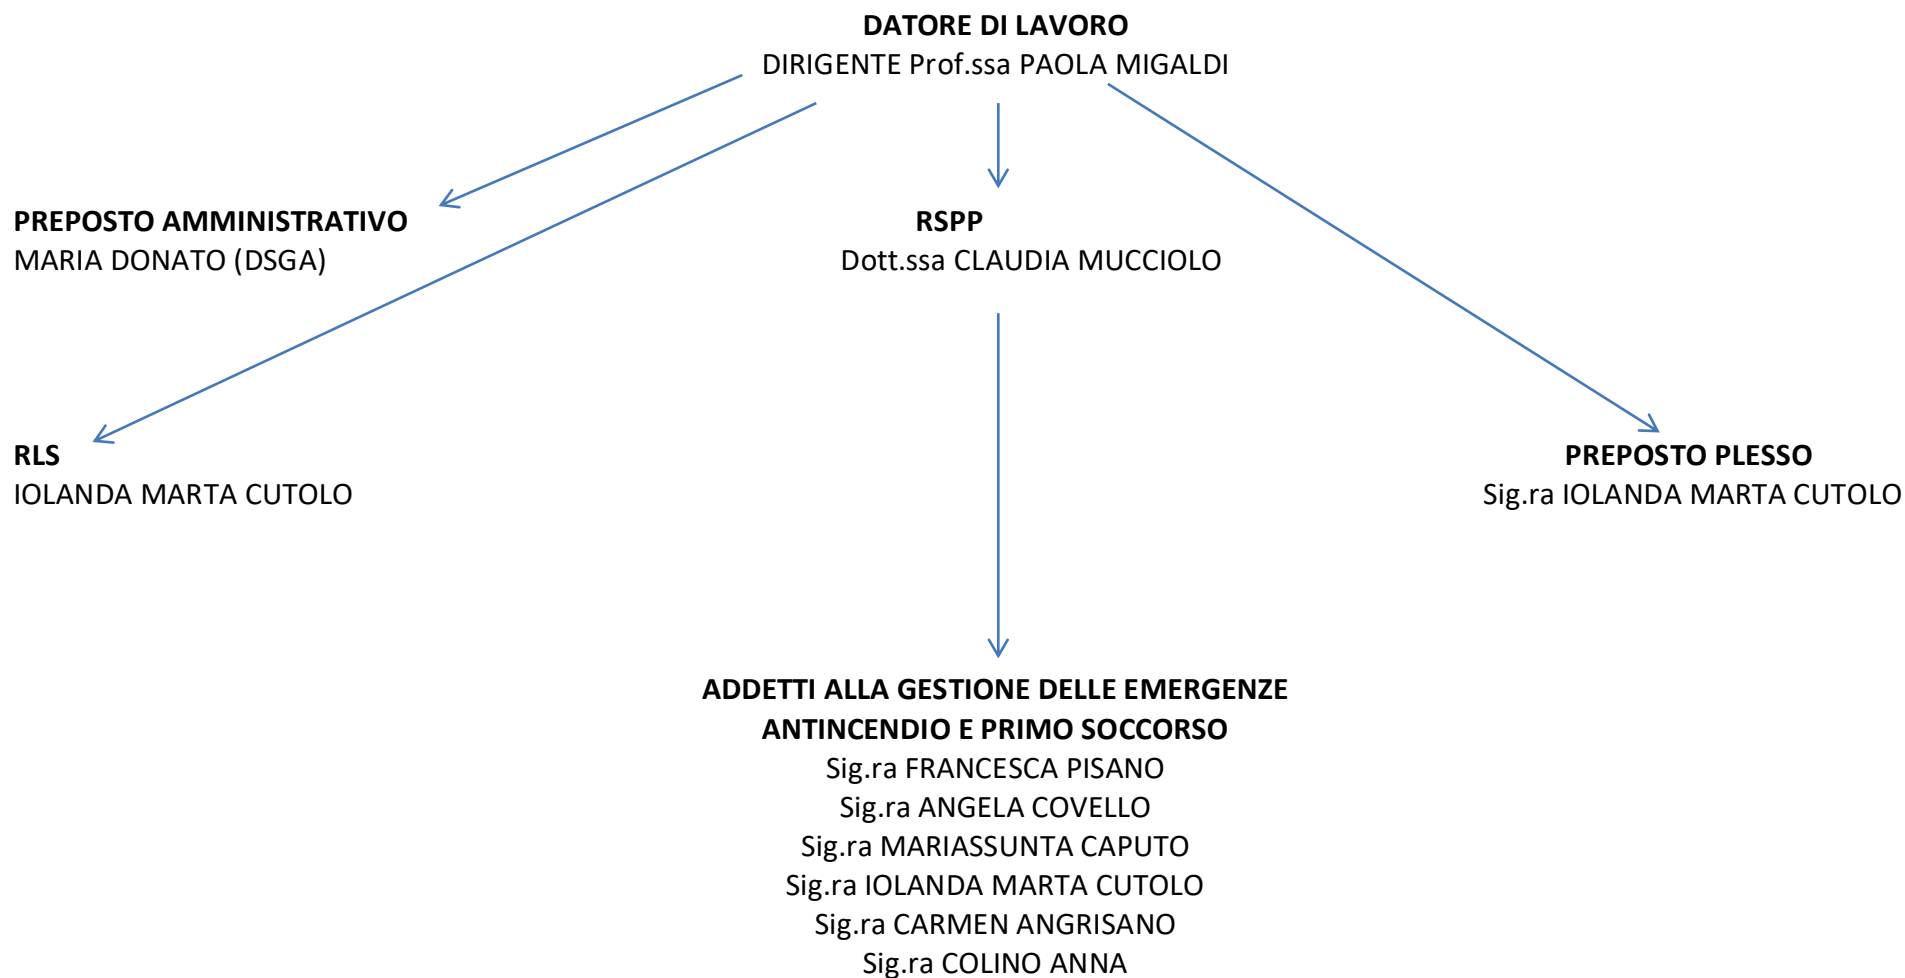 DATORE DI LAVORO
DIRIGENTE Prof.ssa PAOLA MIGALDI
PREPOSTO AMMINISTRATIVO
MARIA DONATO (DSGA)
RSPP
Dott.ssa CLAUDIA MUCCIOLO
RLS
IOLANDA MARTA CUTOLO
PREPOSTO PLESSO
Sig.ra IOLANDA MARTA CUTOLO
ADDETTI ALLA GESTIONE DELLE EMERGENZE
ANTINCENDIO E PRIMO SOCCORSO
Sig.ra FRANCESCA PISANO
Sig.ra ANGELA COVELLO
Sig.ra MARIASSUNTA CAPUTO
Sig.ra IOLANDA MARTA CUTOLO
Sig.ra CARMEN ANGRISANO
Sig.ra COLINO ANNA